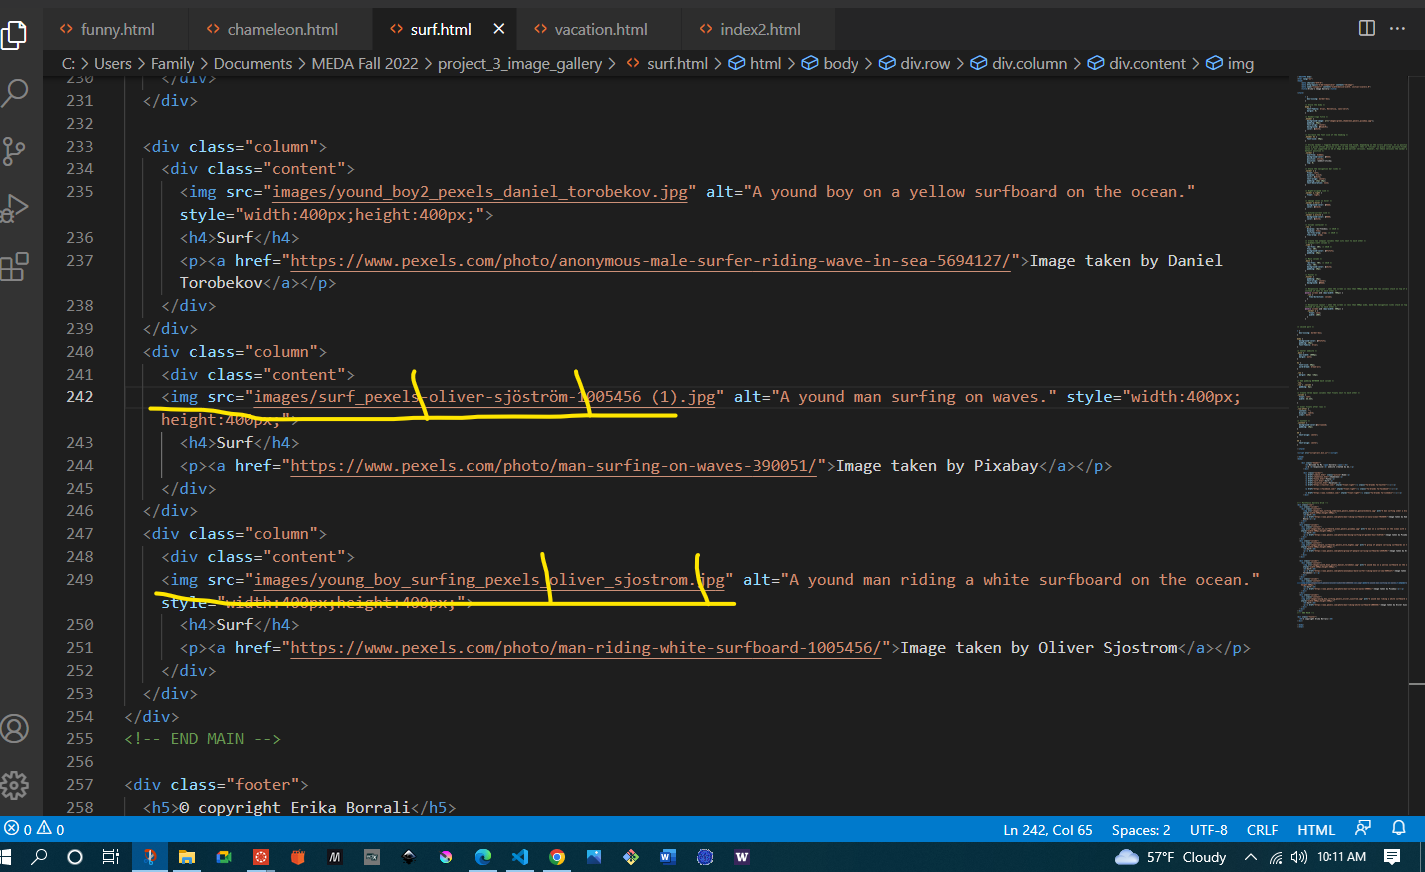 funny.html
chameleon.html
surf.html
vacation.html
index2.html
C: > Users > Family > Documents > MEDA Fall 2022 > project_3_image_gallery > surf.html > html > body > div.row > div.column > div.content > img
230 </div>
231 </div>
232
233 <div class="column">
234 <div class="content">
235 <img src="images/yound_boy2_pexels_daniel_torobekov.jpg" alt="A yound boy on a yellow surfboard on the ocean."
style="width:400px;height:400px;">
236 <h4>Surf</h4>
237 <p><a href="https://www.pexels.com/photo/anonymous-male-surfer-riding-wave-in-sea-5694127/">Image taken by Daniel
Torobekov</a></p>
238 </div>
239 </div>
240 <div class="column">
241 <div class="content">
242 <img src="images/surf_pexels-oliver-sjöström-1005456 (1).jpg" alt="A yound man surfing on waves." style="width:400px;
height:400px;">
243 <h4>Surf</h4>
244 <p><a href="https://www.pexels.com/photo/man-surfing-on-waves-390051/">Image taken by Pixabay</a></p>
245 </div>
246 </div>
247 <div class="column">
248 <div class="content">
249 <img src="images/young_boy_surfing_pexels_oliver_sjostrom.jpg" alt="A yound man riding a white surfboard on the ocean."
style="width:400px;height:400px;">
250 <h4>Surf</h4>
251 <p><a href="https://www.pexels.com/photo/man-riding-white-surfboard-1005456/">Image taken by Oliver Sjostrom</a></p>
252 </div>
253 </div>
254 </div>
255 <!-- END MAIN -->
256
257 <div class="footer">
258 <h5>© copyright Erika Borrali</h5>
0 0
Ln 242, Col 65 Spaces: 2 UTF-8 CRLF HTML
57°F Cloudy 10:11 AM